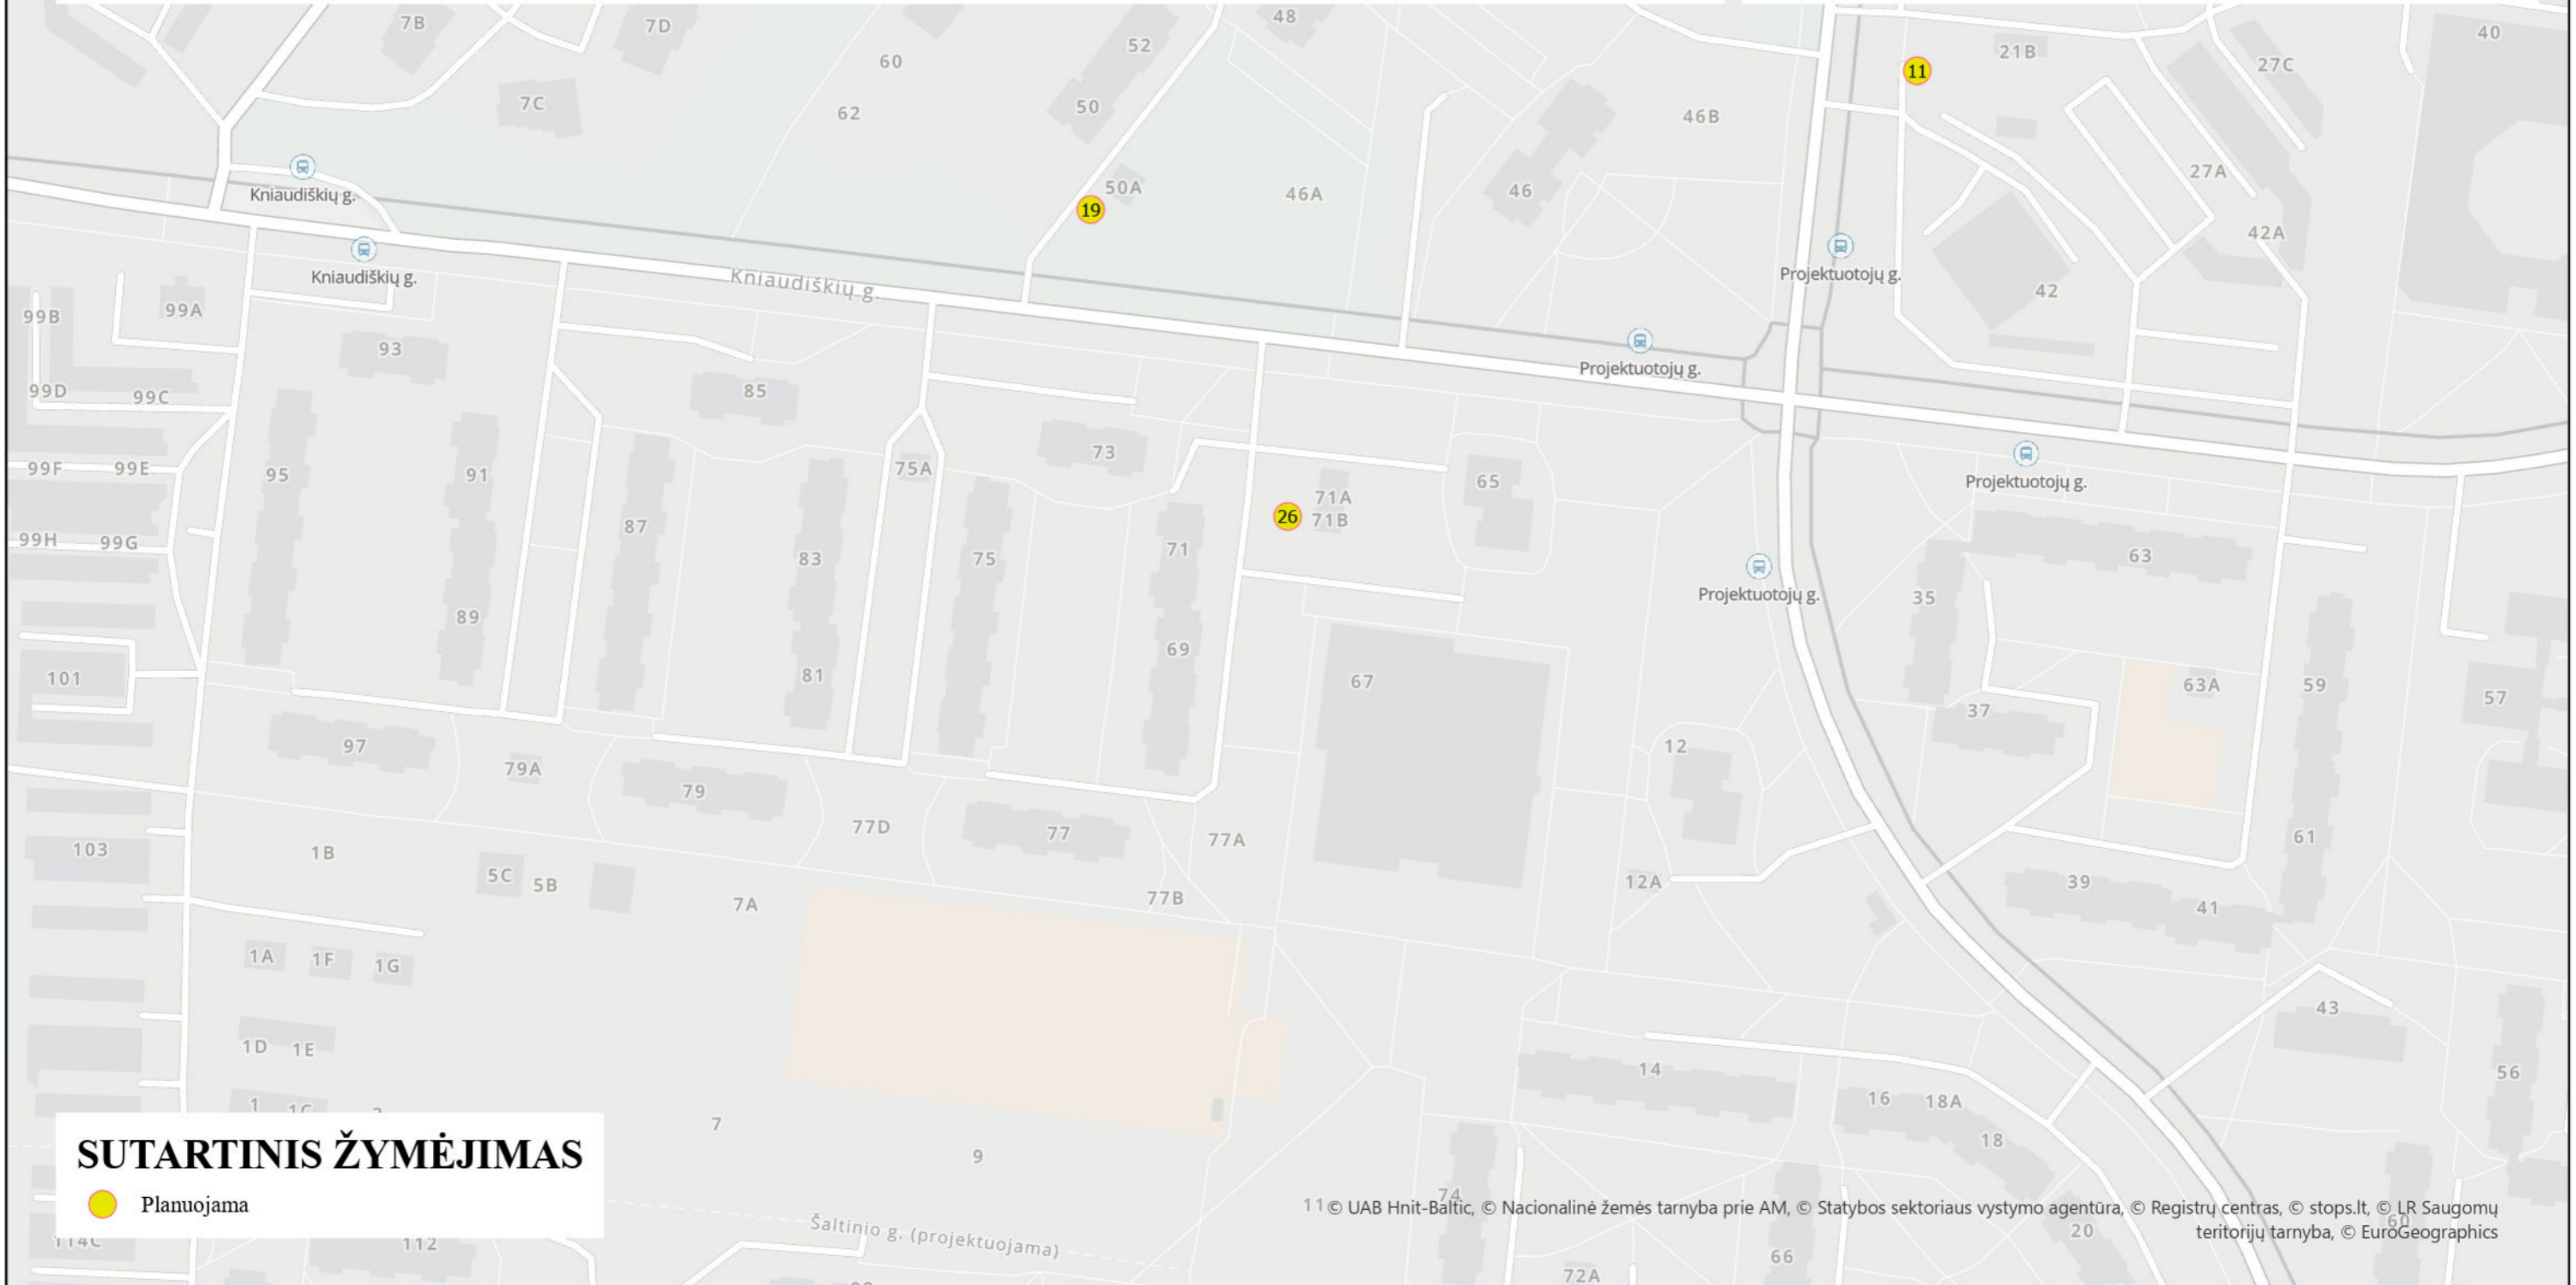 7B
7D
48
52
60
11
21B
40
27C
7C
62
50
46B
Kniaudiškių g.
50A
19
46A
46
27A
42A
Kniaudiškių g.
Kniaudiškių g.
Projektuotojų g.
42
99B
99A
93
Projektuotojų g.
99D
99C
85
73
75A
99F
99E
95
91
65
Projektuotojų g.
71A
26
71B
87
99H
99G
83
75
71
63
Projektuotojų g.
35
89
69
81
101
67
63A
59
57
37
97
79A
12
79
77D
77
77A
61
103
1B
5C
5B
7A
77B
12A
39
41
1A
1F
1G
43
1D
1E
14
56
1
1C
16
18A
7
18
SUTARTINIS ŽYMĖJIMAS
9
Planuojama
74
11
© UAB Hnit-Baltic, © Nacionalinė žemės tarnyba prie AM, © Statybos sektoriaus vystymo agentūra, © Registrų centras, © stops.lt, © LR Saugomų
teritorijų tarnyba, © EuroGeographics
60
20
Šaltinio g. (projektuojama)
114C
112
66
72A